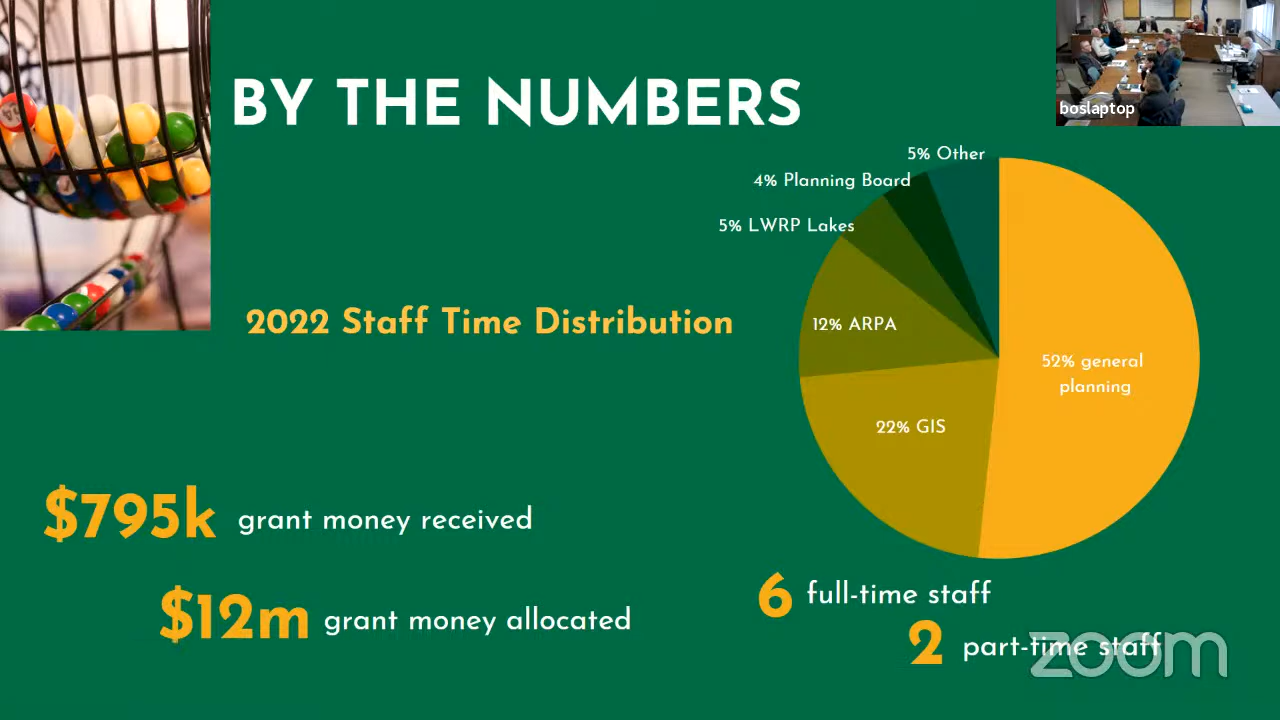 BY THE NUMBERS
boslaptop
5% Other
4% Planning Board
5% LWRP Lakes
2022 Staff Time Distribution
12% ARPA
52% general
planning
22% GIS
$795k grant money received
$12m grant money allocated
6 full-time staff
2 part-time staff
zoom